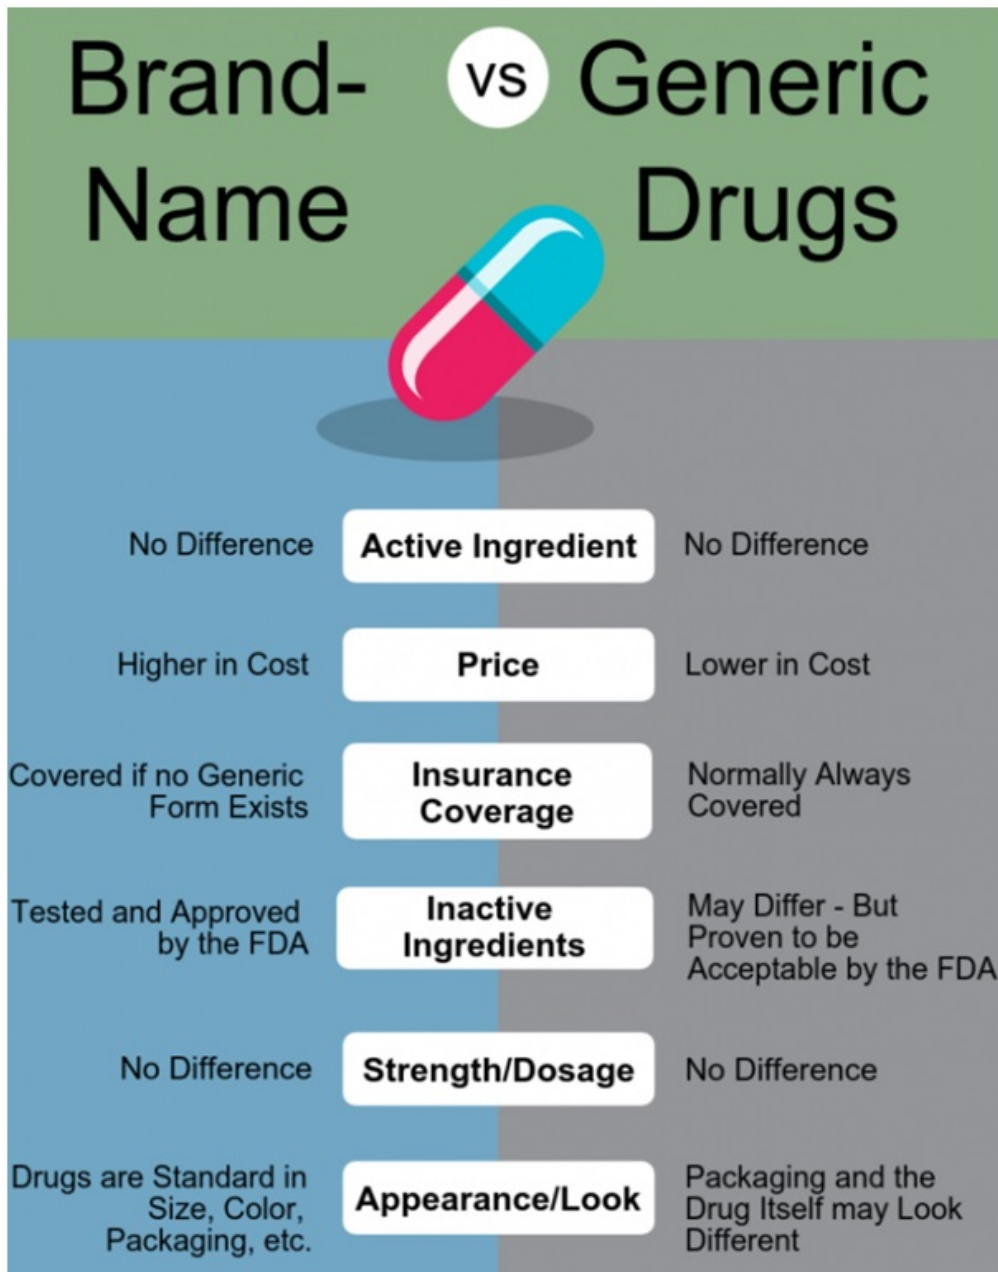 Brand- vs Generic
Name Drugs
No Difference Active Ingredient No Difference
Higher in Cost Price Lower in Cost
Covered if no Generic
Form Exists
Insurance
Coverage
Normally Always
Covered
Tested and Approved
by the FDA
Inactive
Ingredients
May Differ - But
Proven to be
Acceptable by the FDA
No Difference Strength/Dosage No Difference
Drugs are Standard in
Size, Color,
Packaging, etc.
Appearance/Look
Packaging and the
Drug Itself may Look
Different